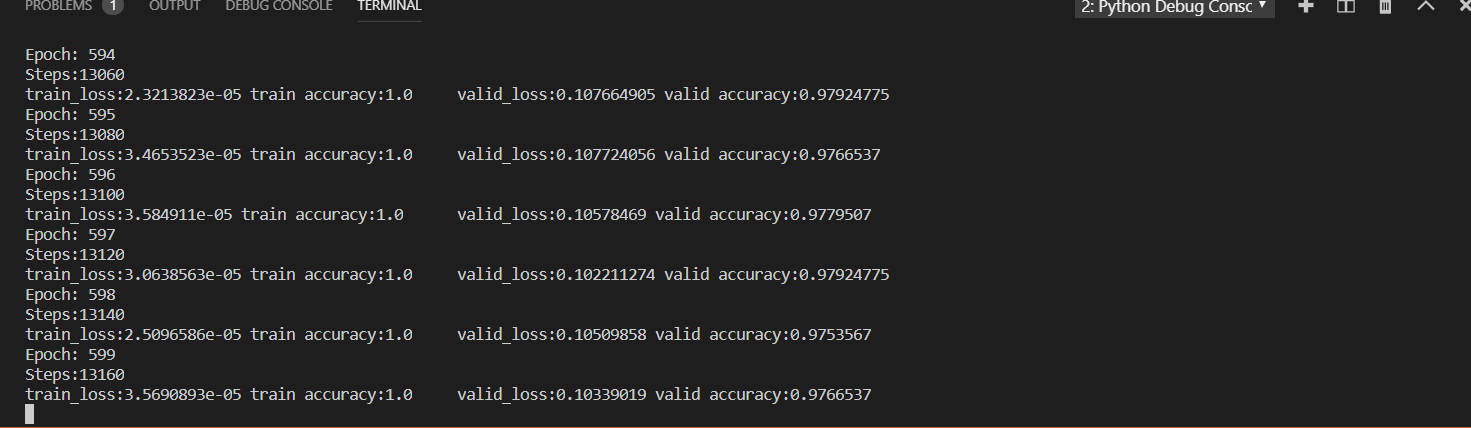 PROBLEMS 1 OUTPUT DEBUG CONSOLE TERMINAL 2: Python Debug Consc
Epoch: 594
Steps:13060
train_loss:2.3213823e-05 train accuracy:1.0 valid_loss:0.107664905 valid accuracy:0.97924775
Epoch: 595
Steps:13080
train_loss:3.4653523e-05 train accuracy:1.0 valid_loss:0.107724056 valid accuracy:0.9766537
Epoch: 596
Steps:13100
train_loss:3.584911e-05 train accuracy:1.0 valid_loss:0.10578469 valid accuracy:0.9779507
Epoch: 597
Steps:13120
train_loss:3.0638563e-05 train accuracy:1.0 valid_loss:0.102211274 valid accuracy:0.97924775
Epoch: 598
Steps:13140
train_loss:2.5096586e-05 train accuracy:1.0 valid_loss:0.10509858 valid accuracy:0.9753567
Epoch: 599
Steps:13160
train_loss:3.5690893e-05 train accuracy:1.0 valid_loss:0.10339019 valid accuracy:0.9766537